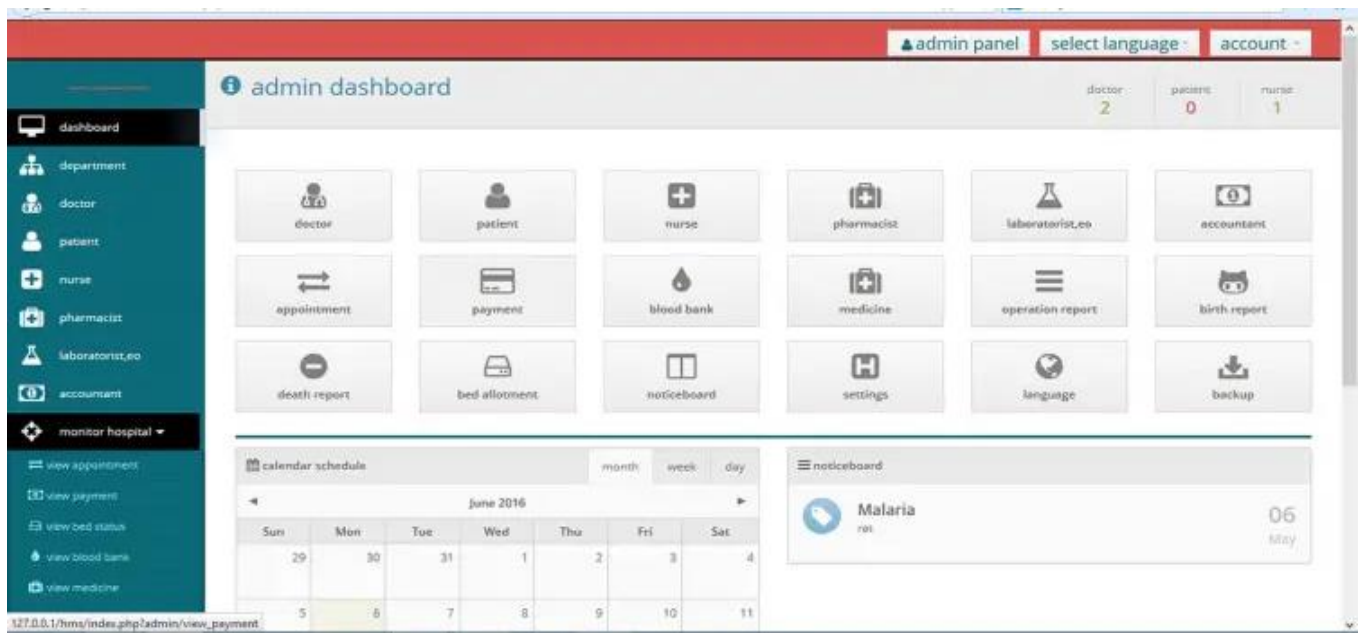 admin panel
select language
account
admin dashboard
doctor
2
patient
0
nurse
1
dashboard
department
doctor
patient
nurse
pharmacist
laboratorist,eo
accountant
monitor hospital
view appointment
view payment
view bed status
view blood bank
view medicine
doctor
patient
nurse
pharmacist
laboratorist,eo
accountant
appointment
payment
blood bank
medicine
operation report
birth report
death report
bed allotment
noticeboard
settings
language
backup
calendar schedule
month week day
June 2016
Sun Mon Tue Wed Thu Fri Sat
29 30 31 1 2 3 4
5 6 7 8 9 10 11
noticeboard
Malaria
06
May
127.0.0.1/hms/index.php?admin/view_payment